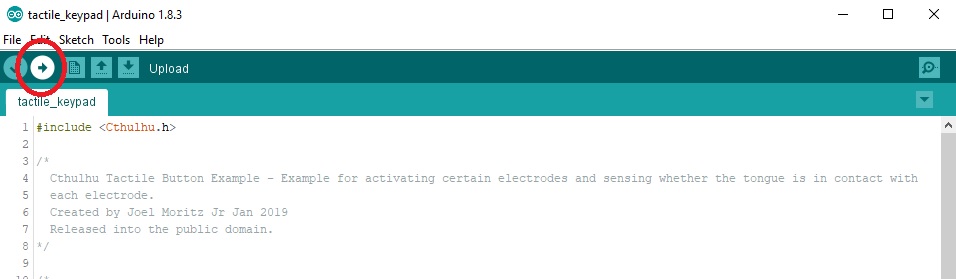 tactile_keypad | Arduino 1.8.3
File Edit Sketch Tools Help
Upload
tactile_keypad
1 #include <Cthulhu.h>
2
3 /*
4 Cthulhu Tactile Button Example - Example for activating certain electrodes and sensing whether the tongue is in contact with
5 each electrode.
6 Created by Joel Moritz Jr Jan 2019
7 Released into the public domain.
8 */
9
10 /*